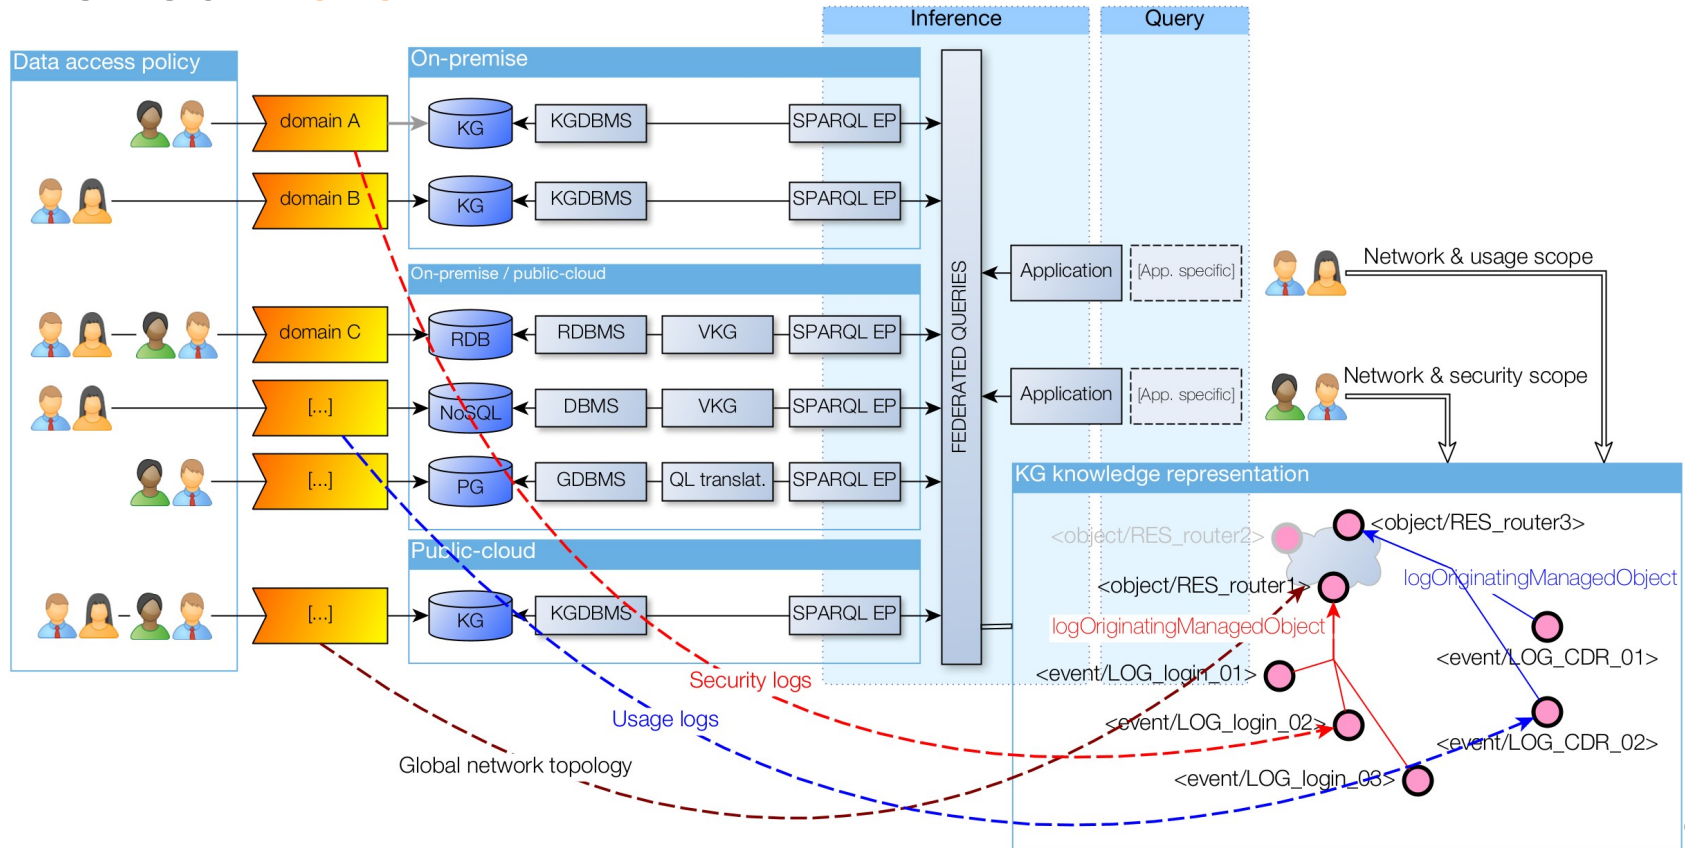 Inference
Query
Data access policy
On-premise
domain A
KG
KGDBMS
SPARQL EP
domain B
KG
KGDBMS
SPARQL EP
On-premise / public-cloud
domain C
RDB
RDBMS
VKG
SPARQL EP
[...]
NoSQL
DBMS
VKG
SPARQL EP
[...]
PG
GDBMS
QL translat.
SPARQL EP
Public-cloud
[...]
KG
KGDBMS
SPARQL EP
FEDERATED QUERIES
Application
[App. specific]
Network & usage scope
Application
[App. specific]
Network & security scope
KG knowledge representation
<object/RES_router2>
<object/RES_router3>
<object/RES_router1>
logOriginatingManagedObject
logOriginatingManagedObject
<event/LOG_CDR_01>
<event/LOG_login_01>
<event/LOG_login_02>
<event/LOG_CDR_02>
<event/LOG_login_03>
Security logs
Usage logs
Global network topology